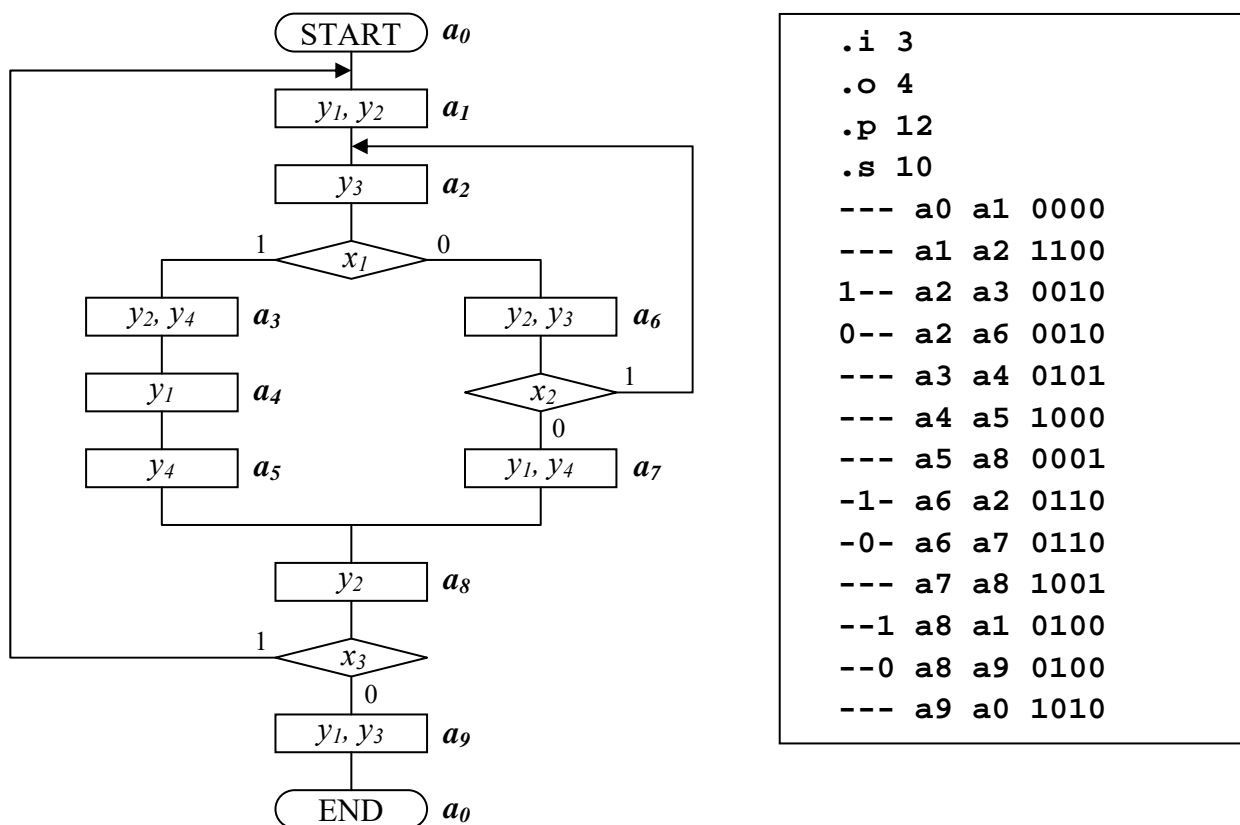 START a0
y1, y2 a1
y3 a2
1 x1 0
y2, y4 a3
y1 a4
y4 a5
y2, y3 a6
x2 1
0
y1, y4 a7
y2 a8
1 x3
0
y1, y3 a9
END a0
.i 3
.o 4
.p 12
.s 10
--- a0 a1 0000
--- a1 a2 1100
1-- a2 a3 0010
0-- a2 a6 0010
--- a3 a4 0101
--- a4 a5 1000
--- a5 a8 0001
-1- a6 a2 0110
-0- a6 a7 0110
--- a7 a8 1001
--1 a8 a1 0100
--0 a8 a9 0100
--- a9 a0 1010